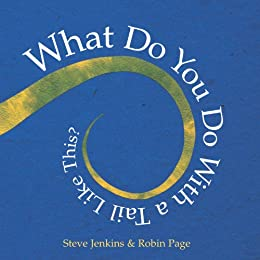 What Do You Do With a Tail Like This?
Steve Jenkins & Robin Page